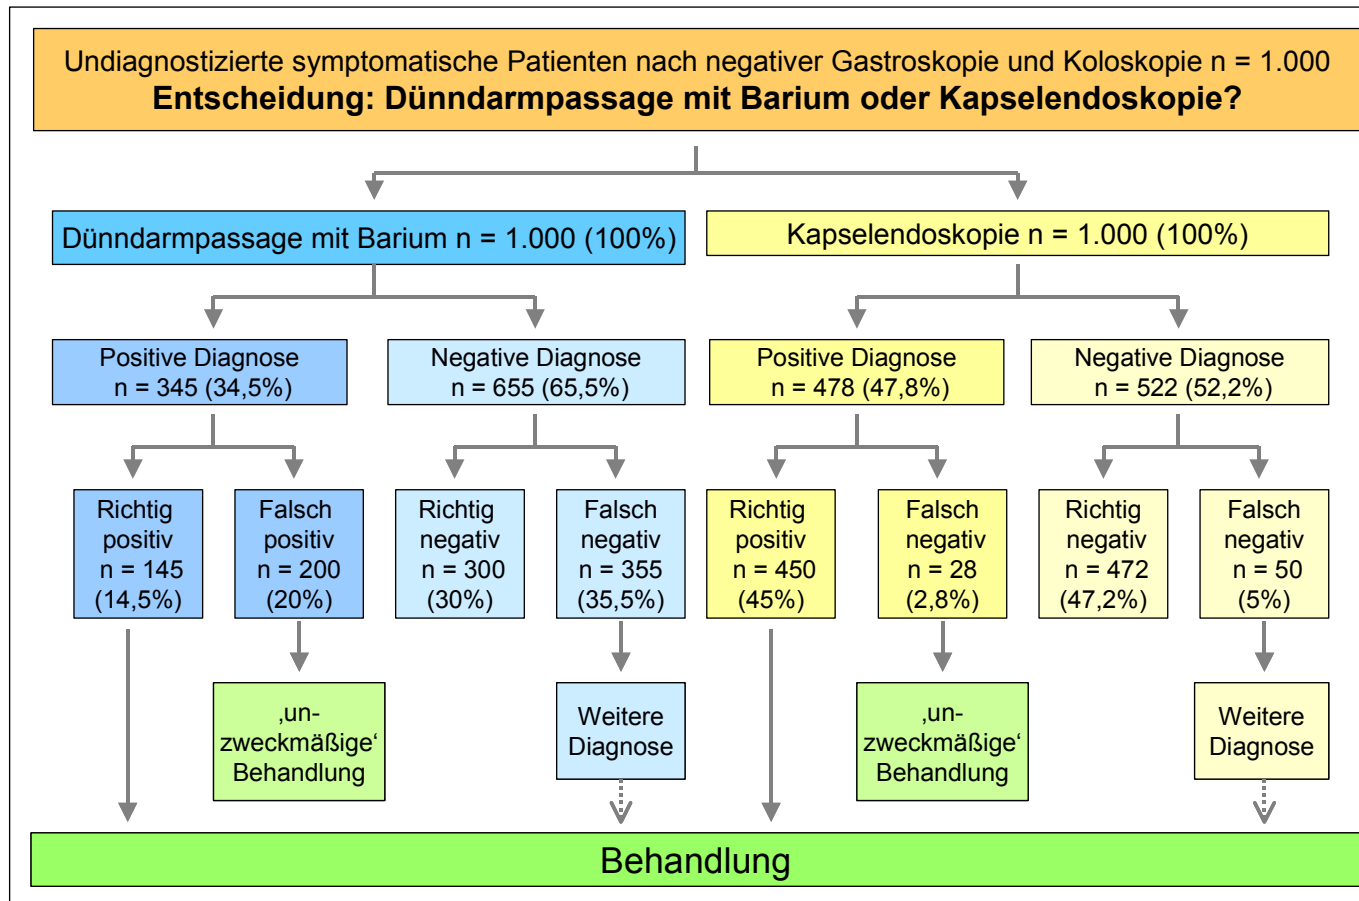 Undiagnostizierte symptomatische Patienten nach negativer Gastroskopie und Koloskopie n = 1.000
Entscheidung: Dünndarmpassage mit Barium oder Kapselendoskopie?
Dünndarmpassage mit Barium n = 1.000 (100%)
Kapselendoskopie n = 1.000 (100%)
Positive Diagnose
n = 345 (34,5%)
Negative Diagnose
n = 655 (65,5%)
Positive Diagnose
n = 478 (47,8%)
Negative Diagnose
n = 522 (52,2%)
Richtig
positiv
n = 145
(14,5%)
Falsch
positiv
n = 200
(20%)
Richtig
negativ
n = 300
(30%)
Falsch
negativ
n = 355
(35,5%)
Richtig
positiv
n = 450
(45%)
Falsch
negativ
n = 28
(2,8%)
Richtig
negativ
n = 472
(47,2%)
Falsch
negativ
n = 50
(5%)
‚un-
zweckmäßige‘
Behandlung
Weitere
Diagnose
‚un-
zweckmäßige‘
Behandlung
Weitere
Diagnose
Behandlung